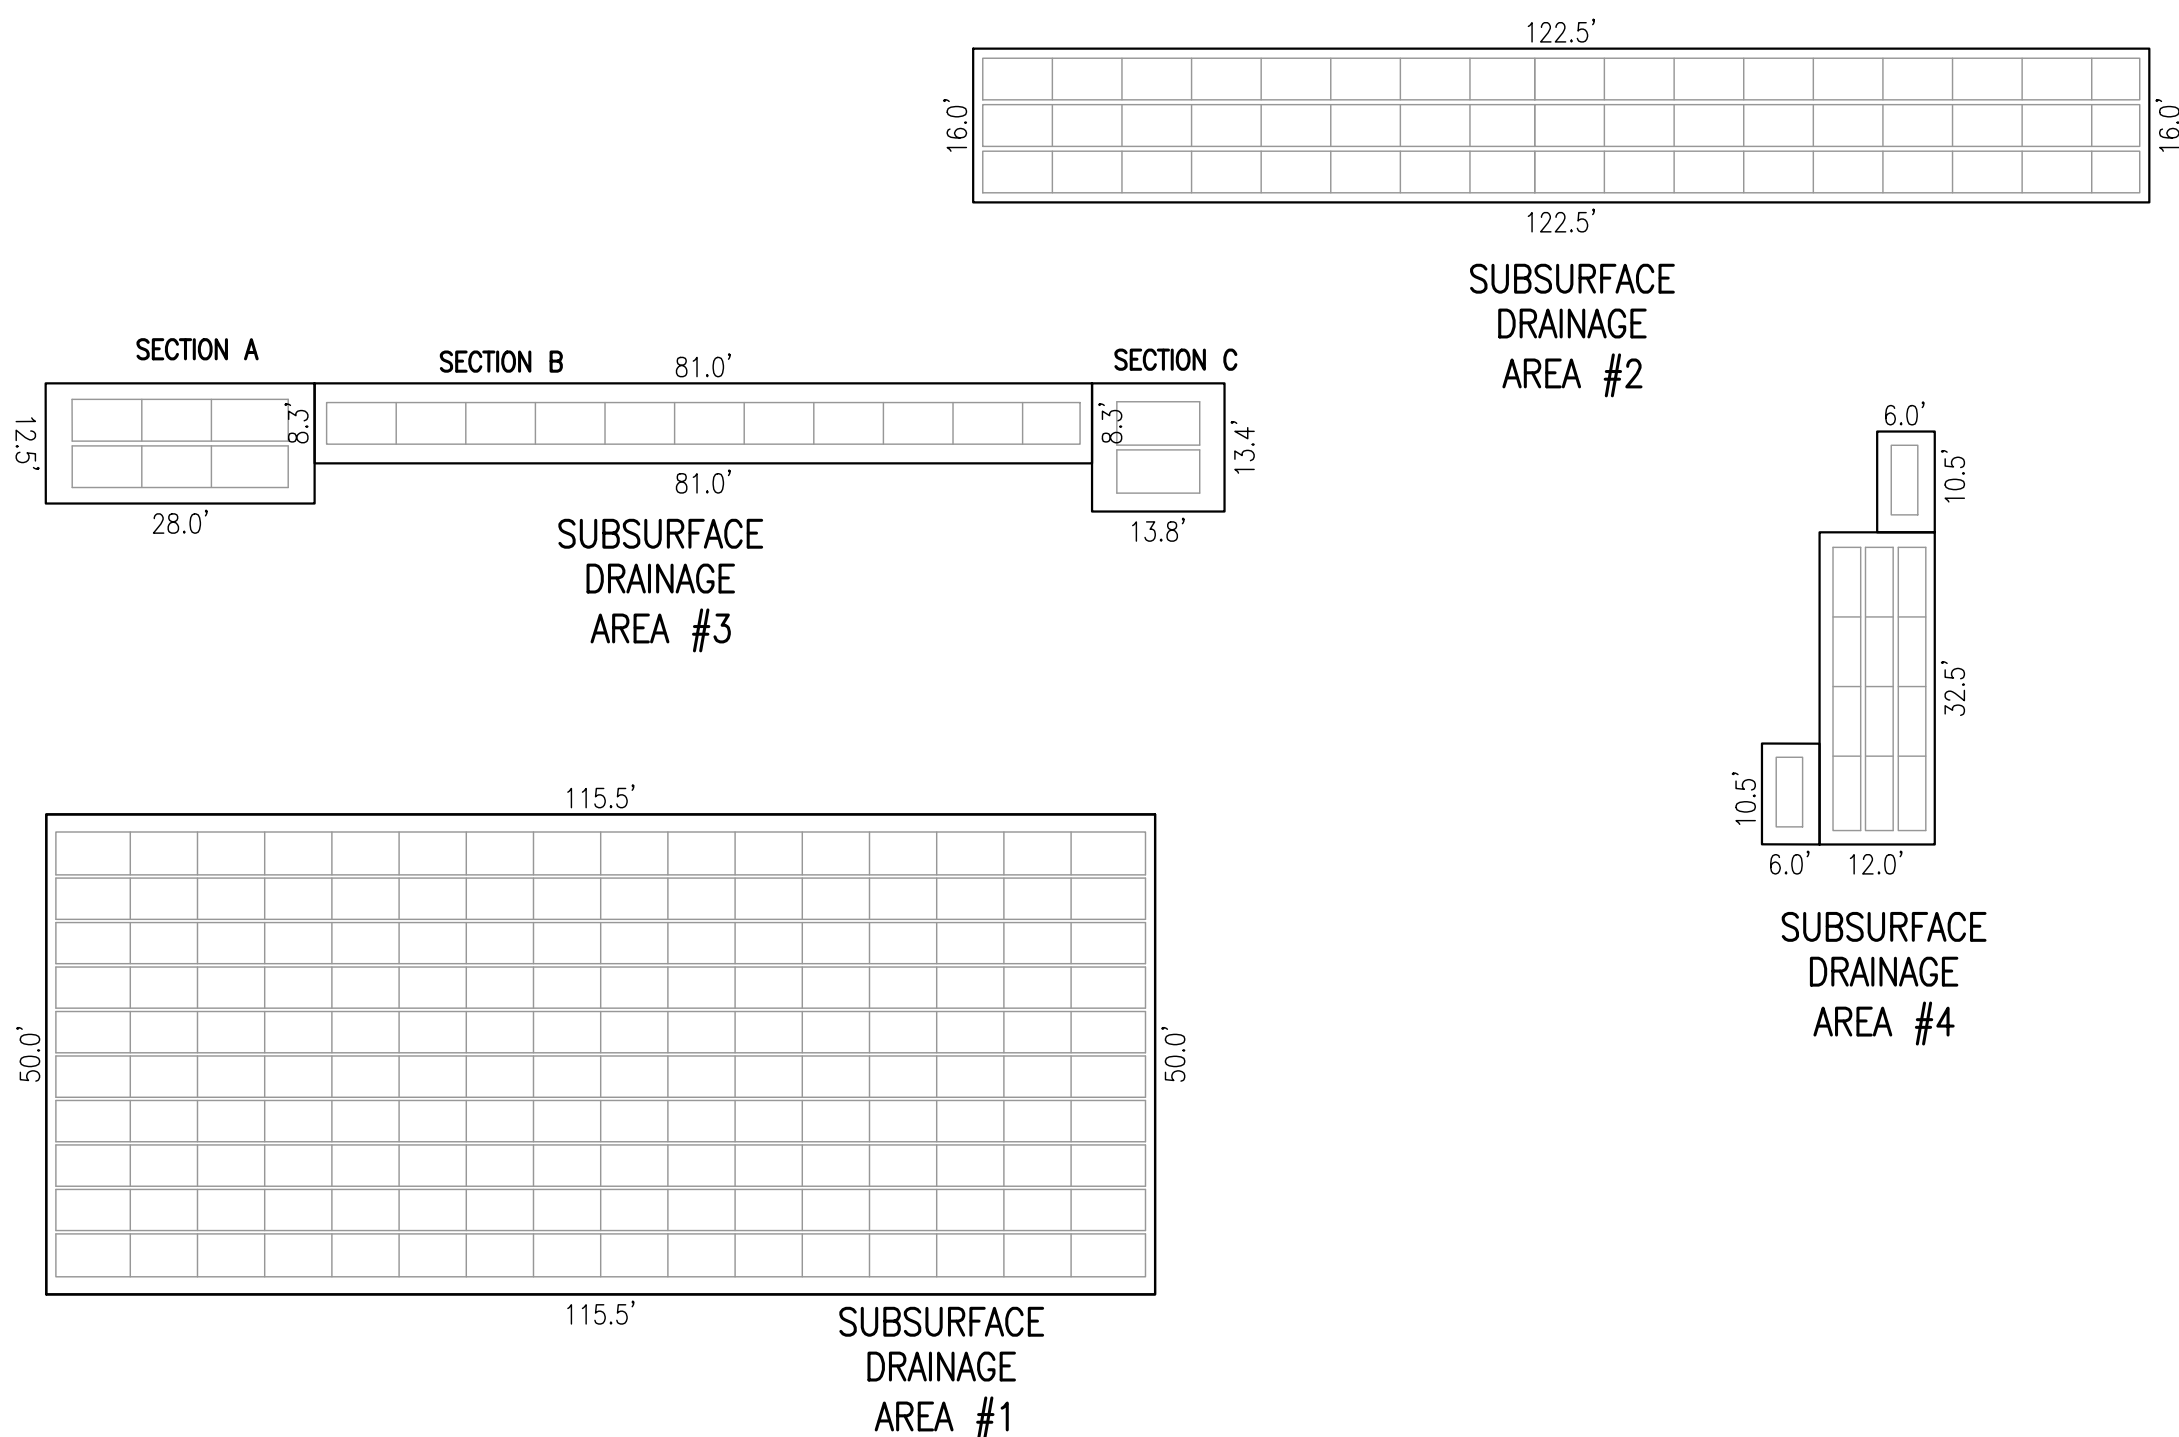 122.5'
16.0'
16.0'
122.5'
SUBSURFACE
DRAINAGE
AREA #2
SECTION A
SECTION B
81.0'
SECTION C
12.5'
8.3'
8.3'
13.4'
28.0'
81.0'
13.8'
SUBSURFACE
DRAINAGE
AREA #3
6.0'
10.5'
32.5'
10.5'
6.0'
12.0'
SUBSURFACE
DRAINAGE
AREA #4
115.5'
50.0'
50.0'
115.5'
SUBSURFACE
DRAINAGE
AREA #1